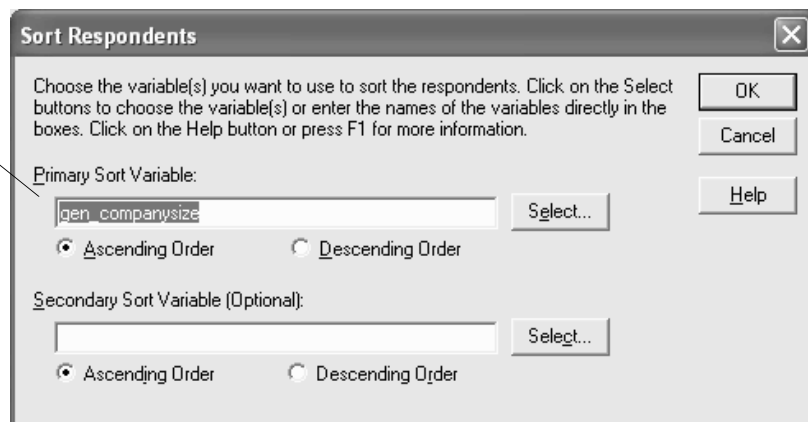 Sort Respondents
Choose the variable(s) you want to use to sort the respondents. Click on the Select
buttons to choose the variable(s) or enter the names of the variables directly in the
boxes. Click on the Help button or press F1 for more information.
OK
Cancel
Help
Primary Sort Variable:
gen_companysize
Select...
Ascending Order
Descending Order
Secondary Sort Variable (Optional):
Select...
Ascending Order
Descending Order